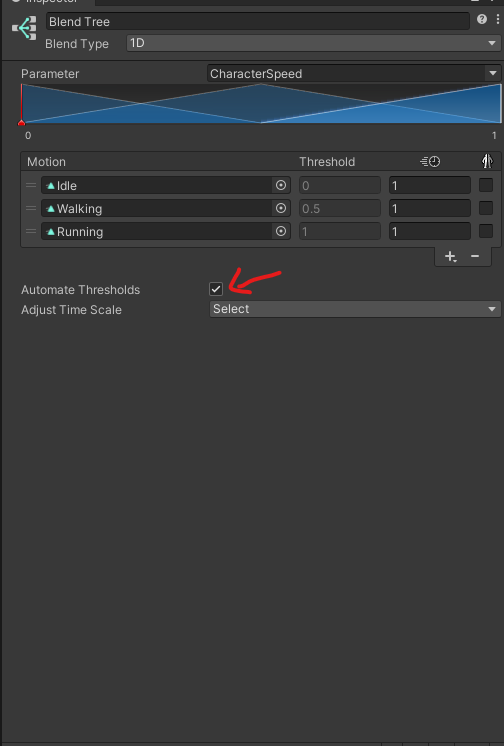 Inspector
Blend Tree
Blend Type 1D
Parameter CharacterSpeed
0 1
Motion Threshold
Idle 0 1
Walking 0.5 1
Running 1 1
+ −
Automate Thresholds
Adjust Time Scale Select